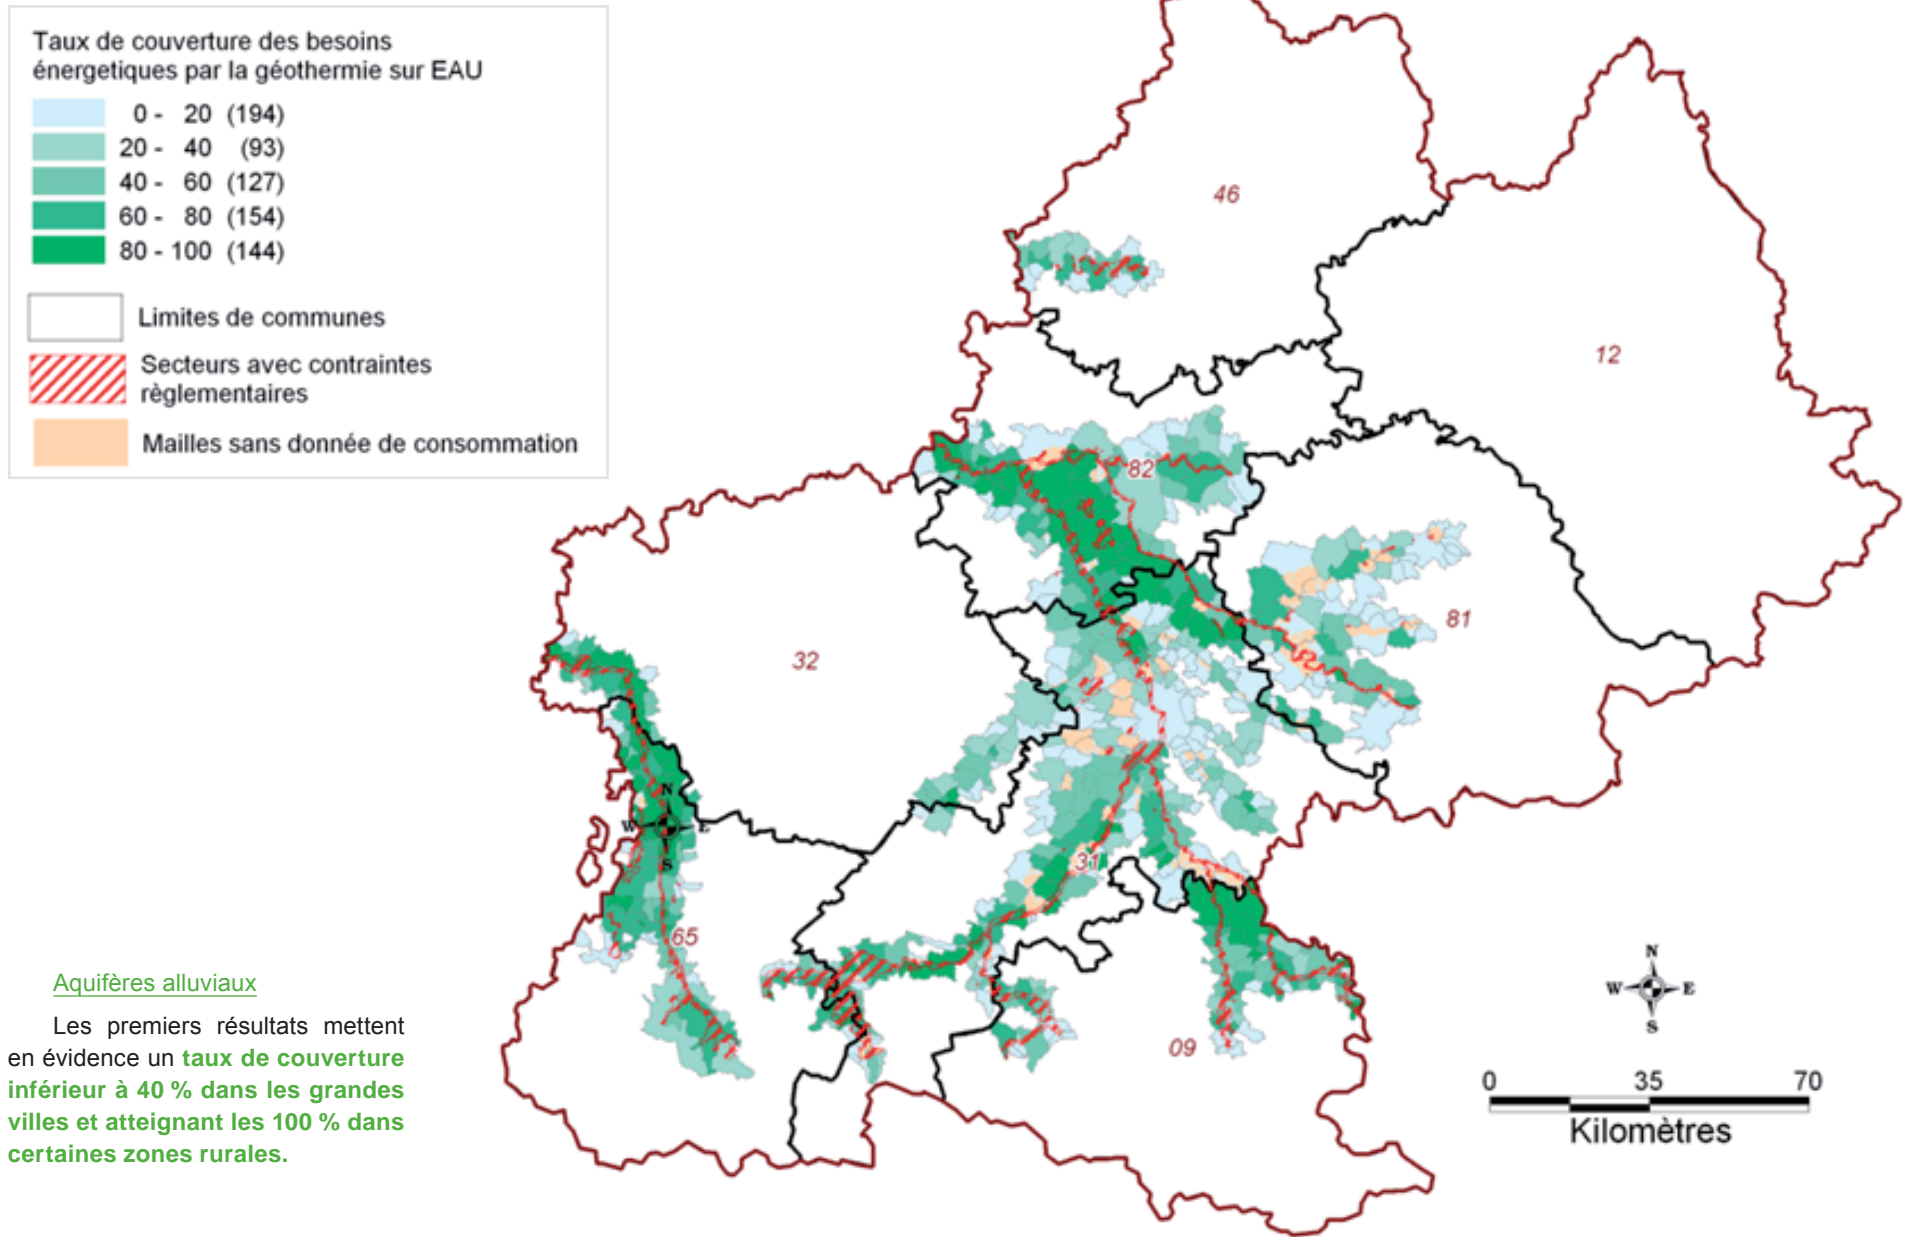 Taux de couverture des besoins
énergetiques par la géothermie sur EAU
0 - 20 (194)
20 - 40 (93)
40 - 60 (127)
60 - 80 (154)
80 - 100 (144)
Limites de communes
Secteurs avec contraintes
règlementaires
Mailles sans donnée de consommation
46
12
82
81
32
31
65
09
N
W E
S
N
W E
S
0 35 70
Kilomètres
Aquifères alluviaux
Les premiers résultats mettent
en évidence un taux de couverture
inférieur à 40 % dans les grandes
villes et atteignant les 100 % dans
certaines zones rurales.